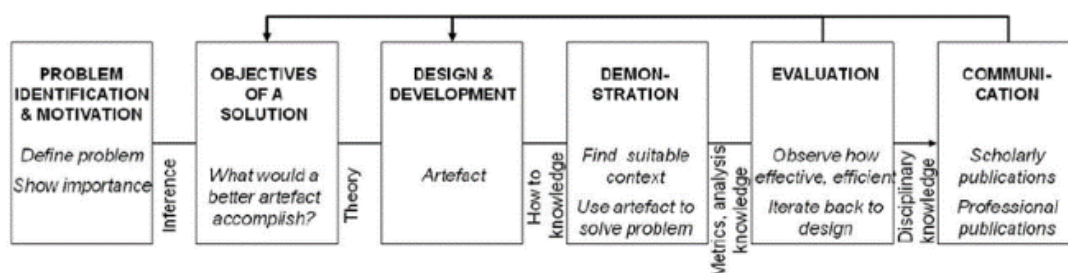 PROBLEM
IDENTIFICATION
& MOTIVATION
Define problem
Show importance
Inference
OBJECTIVES
OF A
SOLUTION
What would a
better artefact
accomplish?
Theory
DESIGN &
DEVELOPMENT
Artefact
How to
knowledge
DEMON-
STRATION
Find suitable
context
Use artefact to
solve problem
Metrics, analysis
knowledge
EVALUATION
Observe how
effective, efficient
Iterate back to
design
Disciplinary
knowledge
COMMUNI-
CATION
Scholarly
publications
Professional
publications